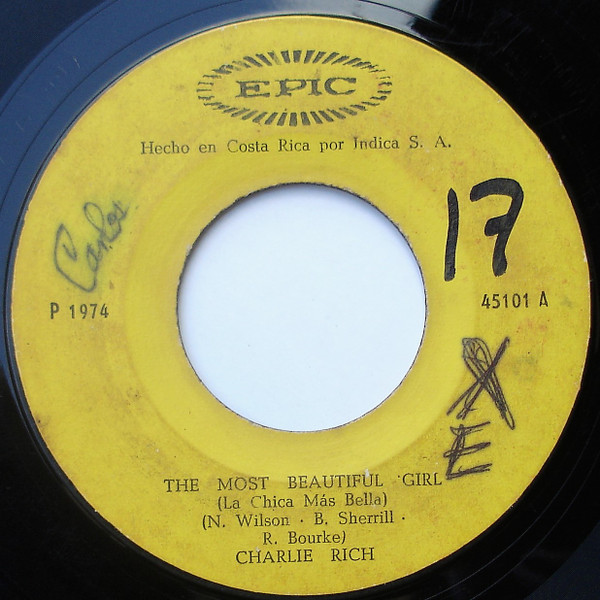 EPIC
Hecho en Costa Rica por Indica S. A.
Carlos
17
P 1974
45101 A
X
E
THE MOST BEAUTIFUL GIRL
(La Chica Más Bella)
(N. Wilson · B. Sherrill ·
R. Bourke)
CHARLIE RICH